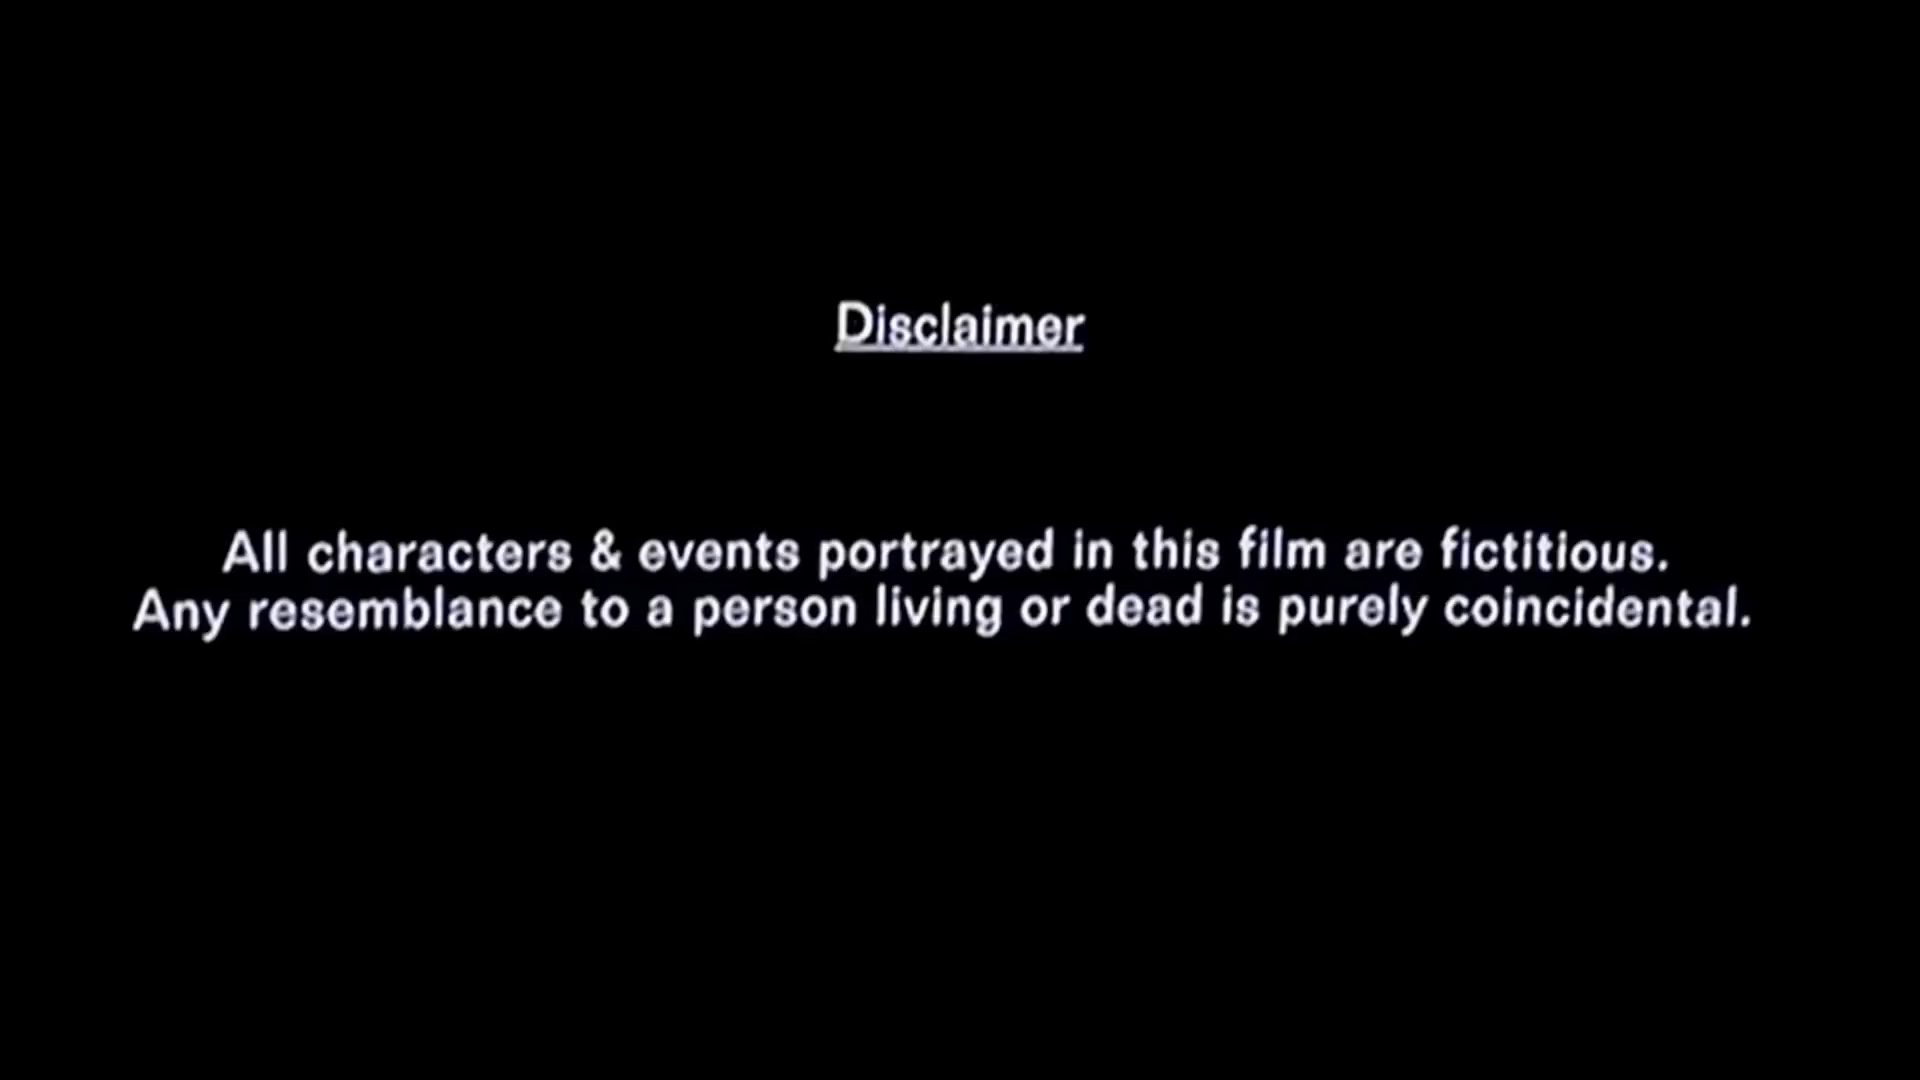 Disclaimer
All characters & events portrayed in this film are fictitious.
Any resemblance to a person living or dead is purely coincidental.